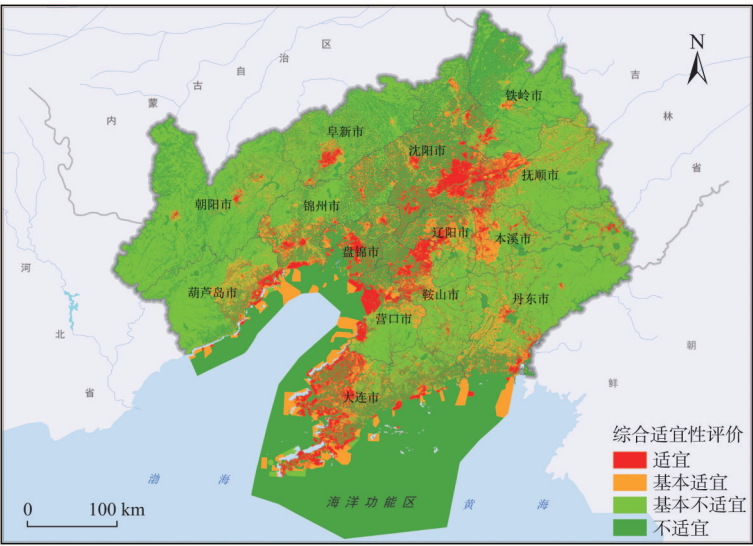 内 蒙 古 自 治 区
N
吉 林 省
铁岭市
阜新市
沈阳市
抚顺市
朝阳市
锦州市
辽阳市
本溪市
盘锦市
葫芦岛市
鞍山市
丹东市
营口市
河 北 省
朝 鲜
大连市
综合适宜性评价
适宜
基本适宜
基本不适宜
不适宜
渤 海
海洋功能区
黄 海
0 100 km